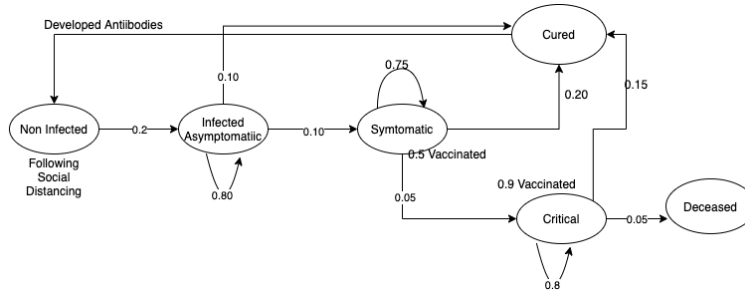 Developed Antiibodies
Cured
0.75
0.10
0.15
0.20
Non Infected
0.2
Infected
Asymptomatiic
0.10
Symtomatic
0.5 Vaccinated
Following
Social
Distancing
0.80
0.05
0.9 Vaccinated
Critical
0.05
Deceased
0.8